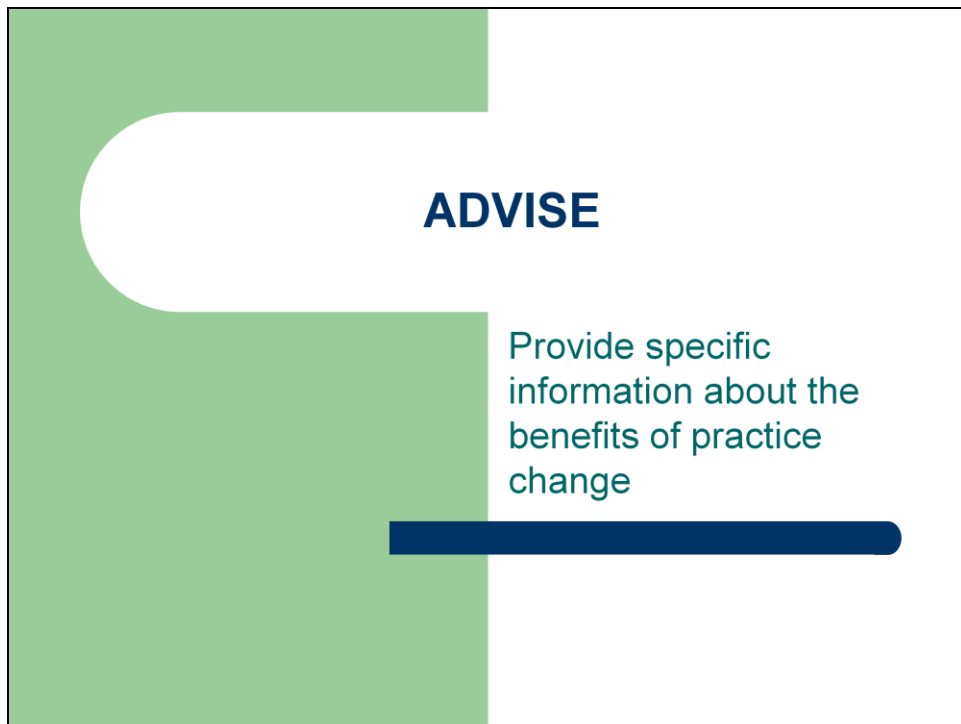 ADVISE
Provide specific
information about the
benefits of practice
change